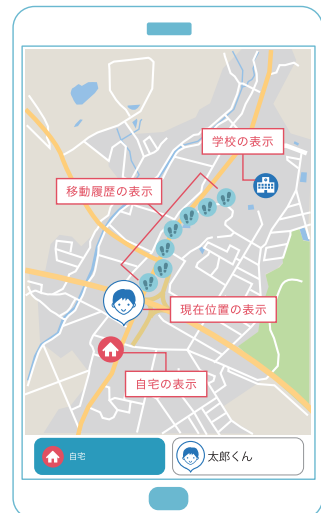 学校の表示
移動履歴の表示
現在位置の表示
自宅の表示
自宅
太郎くん